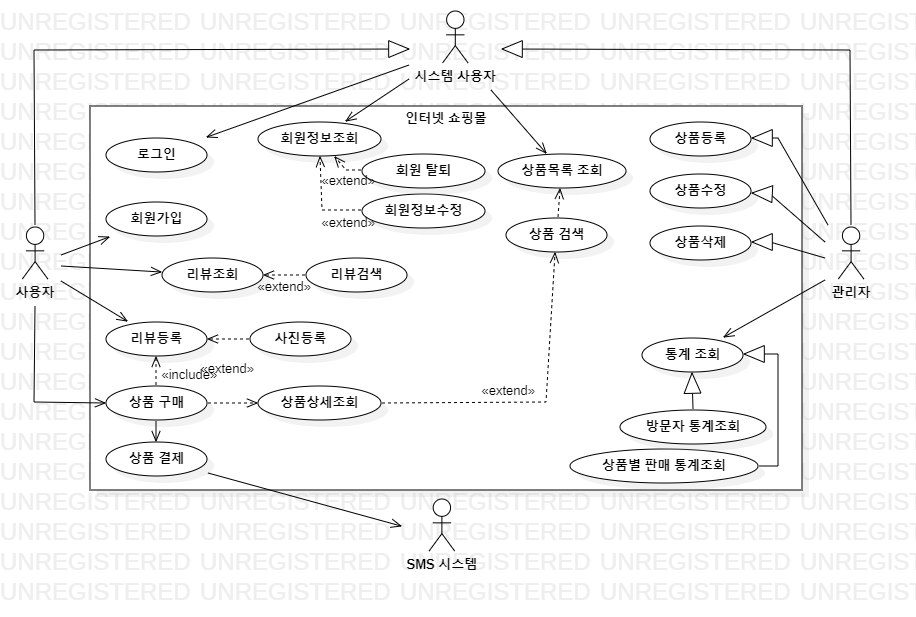 UNREGISTERED UNREGISTERED UNREGISTERED UNREGISTERED UNREGISTERED
시스템 사용자
인터넷 쇼핑몰
로그인
회원정보조회
상품등록
회원 탈퇴
상품목록 조회
«extend»
상품수정
회원정보수정
회원가입
«extend»
상품 검색
상품삭제
사용자
관리자
리뷰조회
리뷰검색
«extend»
리뷰등록
사진등록
통계 조회
«extend»
«include»
«extend»
상품 구매
상품상세조회
방문자 통계조회
상품 결제
상품별 판매 통계조회
SMS 시스템